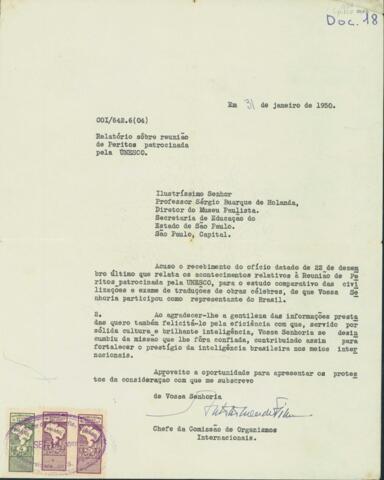 Doc. 18
Em 31 de janeiro de 1950.
COI/542.6(04)
Relatório sôbre reunião
de Peritos patrocinada
pela UNESCO.
Ilustríssimo Senhor
Professor Sérgio Buarque de Holanda,
Diretor do Museu Paulista.
Secretaria de Educação do
Estado de São Paulo.
São Paulo, Capital.
Acuso o recebimento do ofício datado de 22 de dezem
bro último que relata os acontecimentos relativos à Reunião de Pe
ritos patrocinada pela UNESCO, para o estudo comparativo das civi
lizações e exame de traduções de obras célebres, de que Vossa Se
nhoria participou como representante do Brasil.
2. Ao agradecer-lhe a gentileza das informações presta
das quero também felicitá-lo pela eficiência com que, servido por
sólida cultura e brilhante inteligência, Vossa Senhoria se desin
cumbiu da missão que lhe fôra confiada, contribuindo assim para
fortalecer o prestígio da inteligência brasileira nos meios inter
nacionais.
Aproveito a oportunidade para apresentar os protes
tos da consideração com que me subscrevo
de Vossa Senhoria
Chefe da Comissão de Organismos
Internacionais.